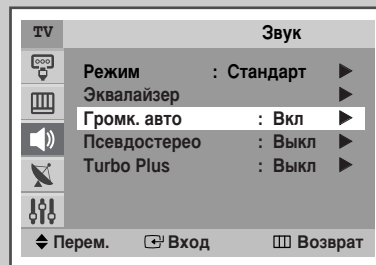 TV Звук
Режим : Стандарт
Эквалайзер
Громк. авто : Вкл
Псевдостерео : Выкл
Turbo Plus : Выкл
Перем. Вход Возврат